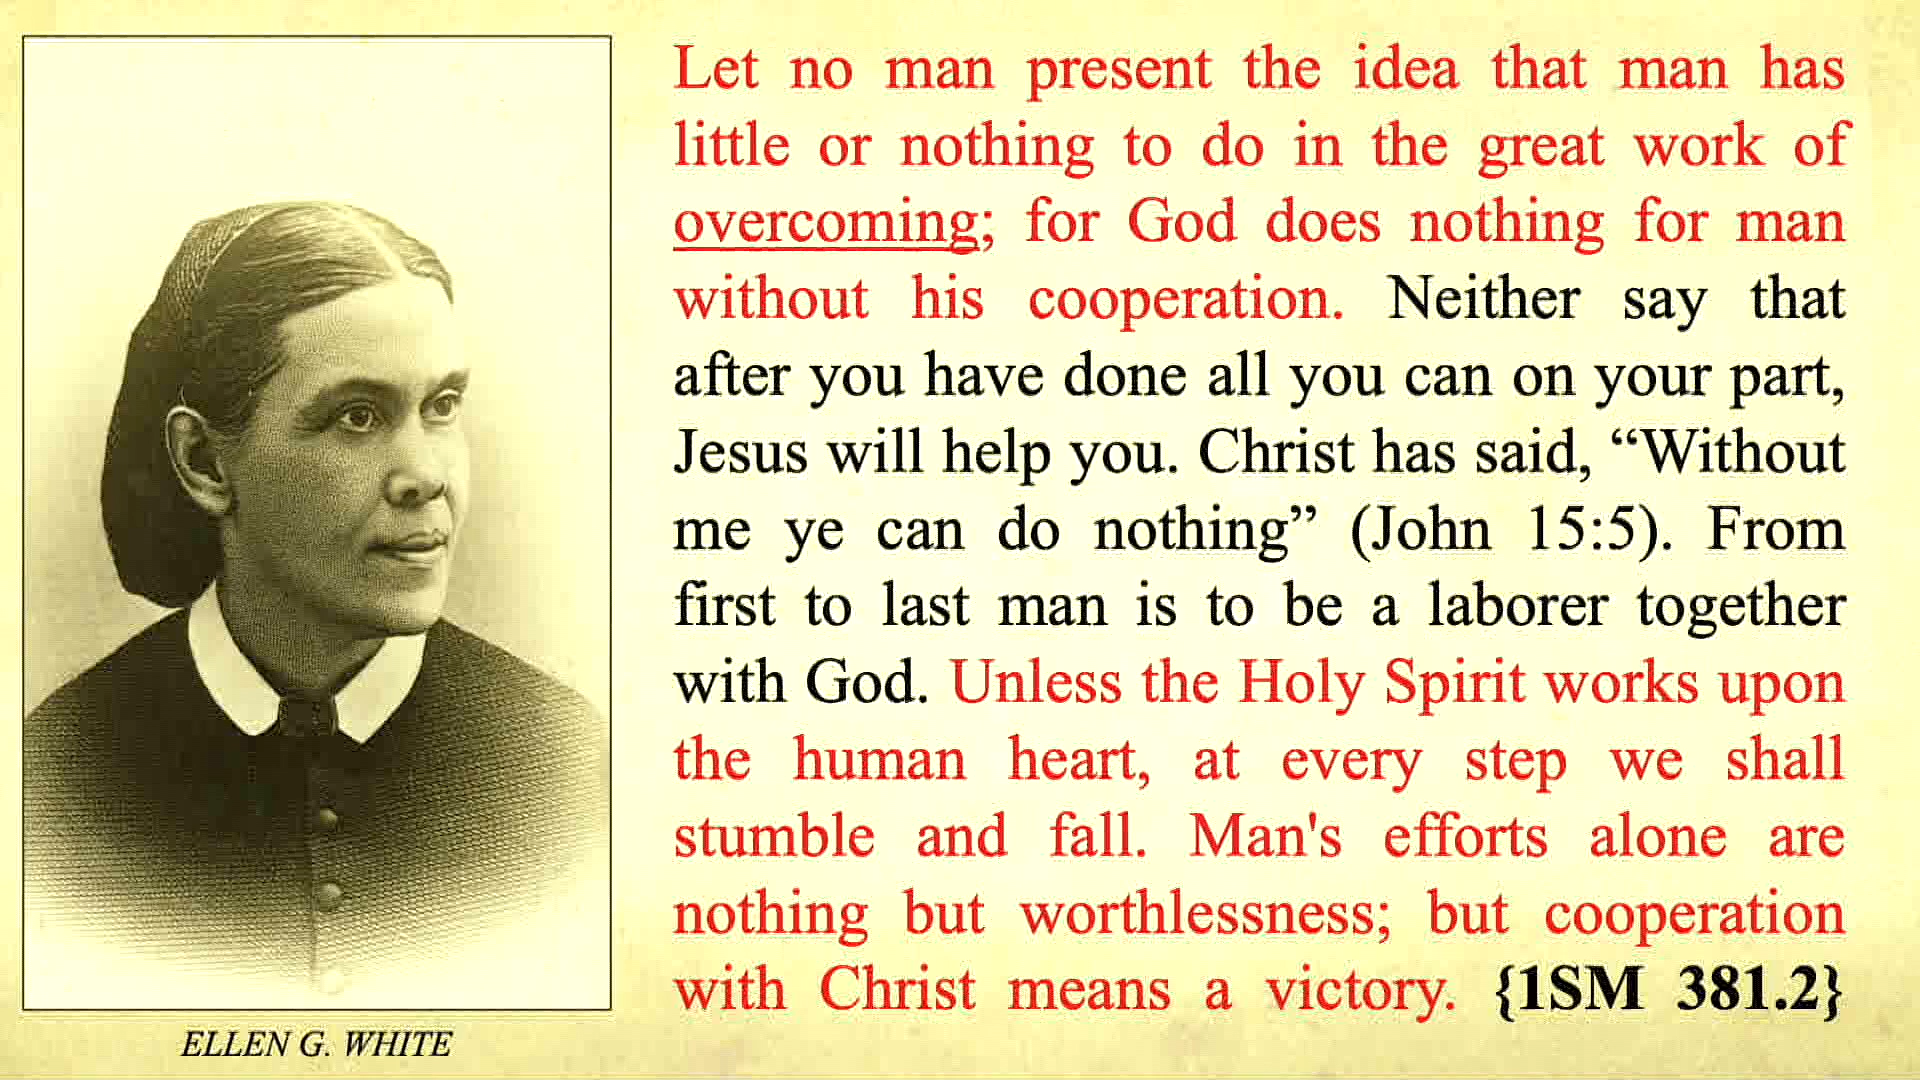 Let no man present the idea that man has
little or nothing to do in the great work of
overcoming; for God does nothing for man
without his cooperation. Neither say that
after you have done all you can on your part,
Jesus will help you. Christ has said, “Without
me ye can do nothing” (John 15:5). From
first to last man is to be a laborer together
with God. Unless the Holy Spirit works upon
the human heart, at every step we shall
stumble and fall. Man's efforts alone are
nothing but worthlessness; but cooperation
with Christ means a victory. {1SM 381.2}
ELLEN G. WHITE